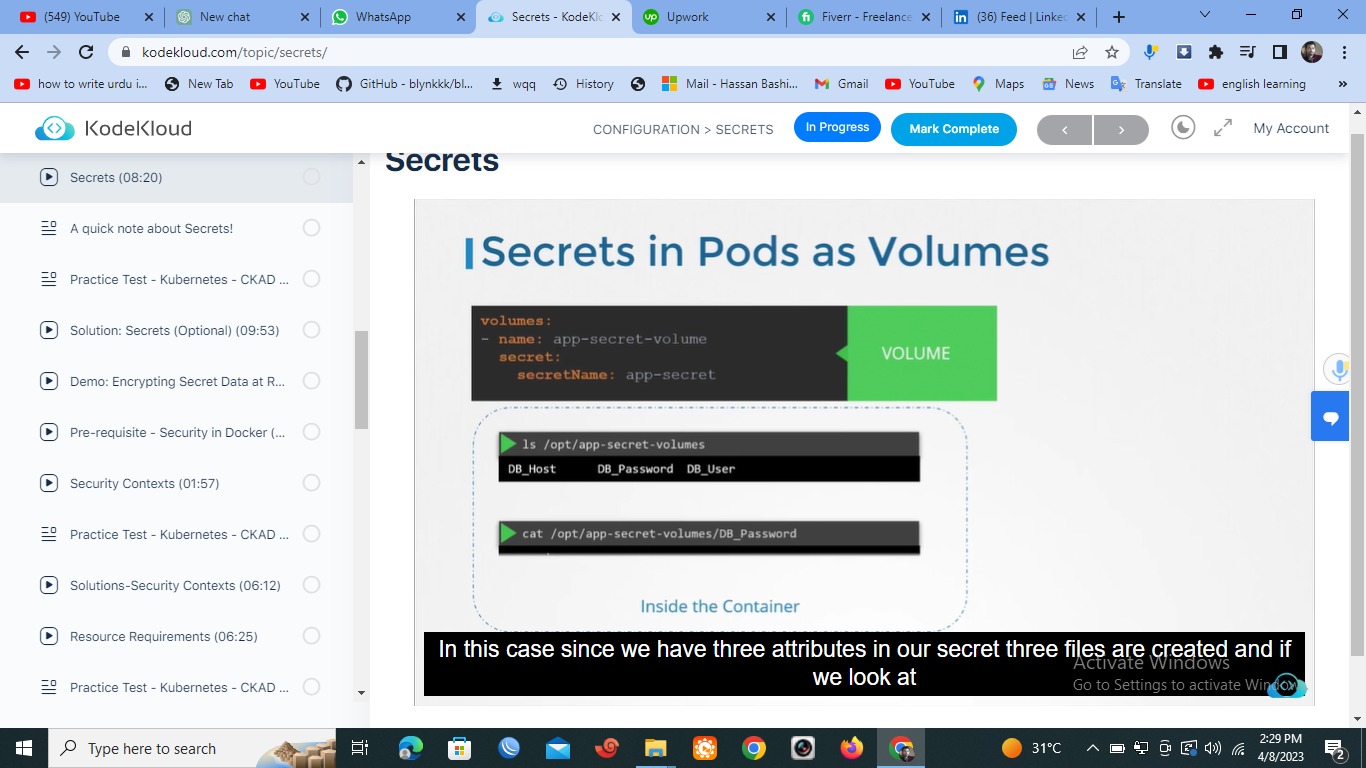 (549) YouTube
New chat
WhatsApp
Secrets - KodeKlo
Upwork
Fiverr - Freelance
(36) Feed | Linke
kodekloud.com/topic/secrets/
how to write urdu i...
New Tab
YouTube
GitHub - blynkkk/bl...
wqq
History
Mail - Hassan Bashi...
Gmail
YouTube
Maps
News
Translate
english learning
»
KodeKloud
CONFIGURATION > SECRETS
In Progress
Mark Complete
<
>
My Account
Secrets (08:20)
A quick note about Secrets!
Practice Test - Kubernetes - CKAD ...
Solution: Secrets (Optional) (09:53)
Demo: Encrypting Secret Data at R...
Pre-requisite - Security in Docker (...
Security Contexts (01:57)
Practice Test - Kubernetes - CKAD ...
Solutions-Security Contexts (06:12)
Resource Requirements (06:25)
Practice Test - Kubernetes - CKAD ...
Secrets
Secrets in Pods as Volumes
volumes:
- name: app-secret-volume
secret:
secretName: app-secret
VOLUME
ls /opt/app-secret-volumes
DB_Host DB_Password DB_User
cat /opt/app-secret-volumes/DB_Password
Inside the Container
In this case since we have three attributes in our secret three files are created and if
we look at
Activate Windows
Go to Settings to activate Windows
Type here to search
31°C
2:29 PM
4/8/2023
2